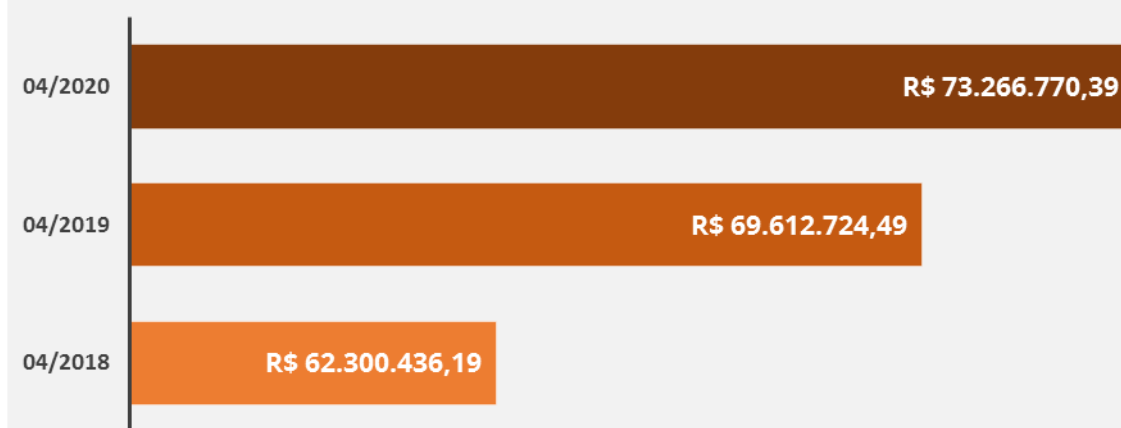 04/2020 R$ 73.266.770,39
04/2019 R$ 69.612.724,49
04/2018 R$ 62.300.436,19